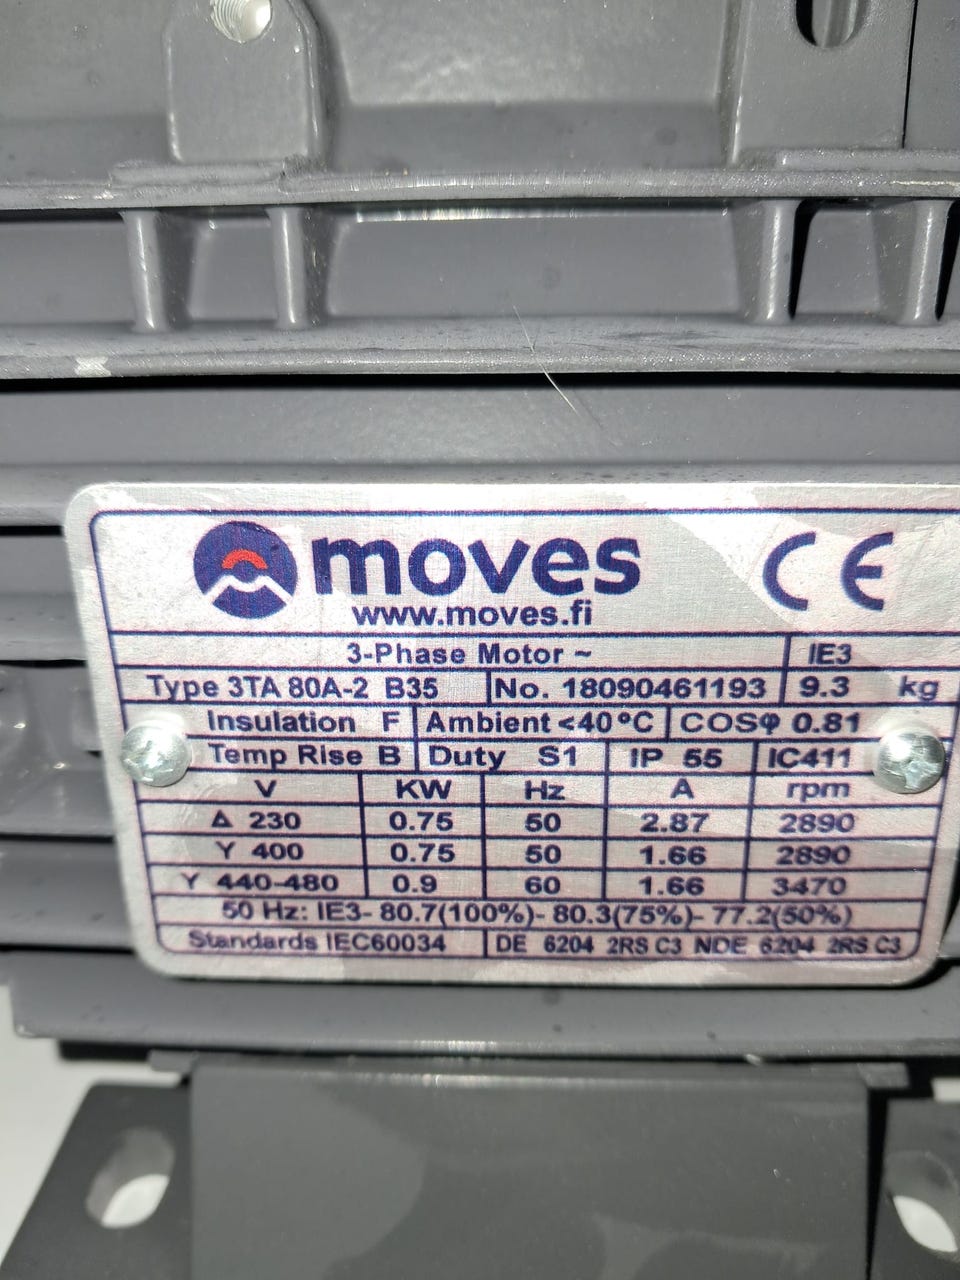 moves
www.moves.fi
CE
3-Phase Motor ~ IE3
Type 3TA 80A-2 B35 No. 18090461193 9.3 kg
Insulation F Ambient <40°C COSφ 0.81
Temp Rise B Duty S1 IP 55 IC411
V KW Hz A rpm
Δ 230 0.75 50 2.87 2890
Y 400 0.75 50 1.66 2890
Y 440-480 0.9 60 1.66 3470
50 Hz: IE3- 80.7(100%)- 80.3(75%)- 77.2(50%)
Standards IEC60034 DE 6204 2RS C3 NDE 6204 2RS C3